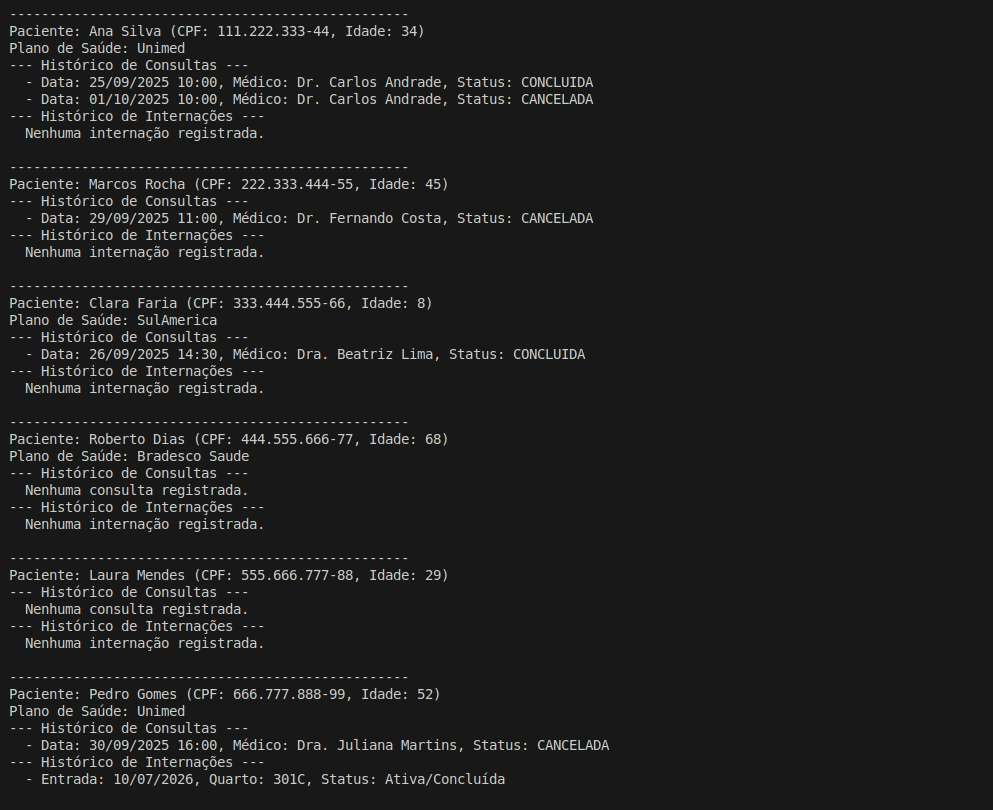 --------------------------------------------------
Paciente: Ana Silva (CPF: 111.222.333-44, Idade: 34)
Plano de Saúde: Unimed
--- Histórico de Consultas ---
  - Data: 25/09/2025 10:00, Médico: Dr. Carlos Andrade, Status: CONCLUIDA
  - Data: 01/10/2025 10:00, Médico: Dr. Carlos Andrade, Status: CANCELADA
--- Histórico de Internações ---
  Nenhuma internação registrada.

--------------------------------------------------
Paciente: Marcos Rocha (CPF: 222.333.444-55, Idade: 45)
--- Histórico de Consultas ---
  - Data: 29/09/2025 11:00, Médico: Dr. Fernando Costa, Status: CANCELADA
--- Histórico de Internações ---
  Nenhuma internação registrada.

--------------------------------------------------
Paciente: Clara Faria (CPF: 333.444.555-66, Idade: 8)
Plano de Saúde: SulAmerica
--- Histórico de Consultas ---
  - Data: 26/09/2025 14:30, Médico: Dra. Beatriz Lima, Status: CONCLUIDA
--- Histórico de Internações ---
  Nenhuma internação registrada.

--------------------------------------------------
Paciente: Roberto Dias (CPF: 444.555.666-77, Idade: 68)
Plano de Saúde: Bradesco Saude
--- Histórico de Consultas ---
  Nenhuma consulta registrada.
--- Histórico de Internações ---
  Nenhuma internação registrada.

--------------------------------------------------
Paciente: Laura Mendes (CPF: 555.666.777-88, Idade: 29)
--- Histórico de Consultas ---
  Nenhuma consulta registrada.
--- Histórico de Internações ---
  Nenhuma internação registrada.

--------------------------------------------------
Paciente: Pedro Gomes (CPF: 666.777.888-99, Idade: 52)
Plano de Saúde: Unimed
--- Histórico de Consultas ---
  - Data: 30/09/2025 16:00, Médico: Dra. Juliana Martins, Status: CANCELADA
--- Histórico de Internações ---
  - Entrada: 10/07/2026, Quarto: 301C, Status: Ativa/Concluída